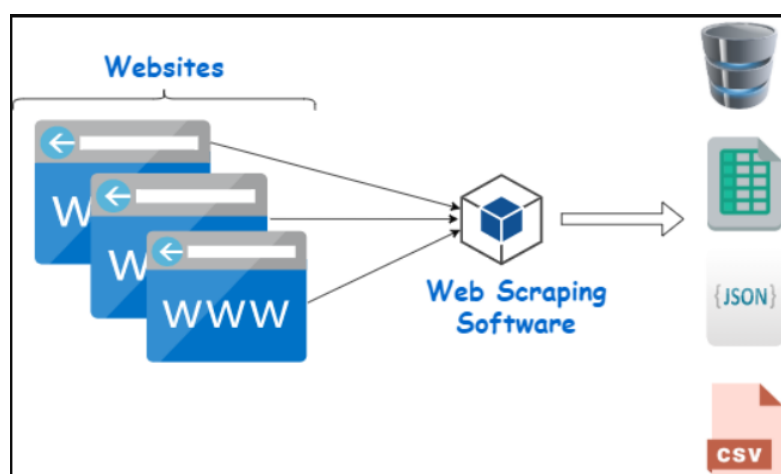 Websites
W
W
WWW
Web Scraping
Software
{JSON}
CSV